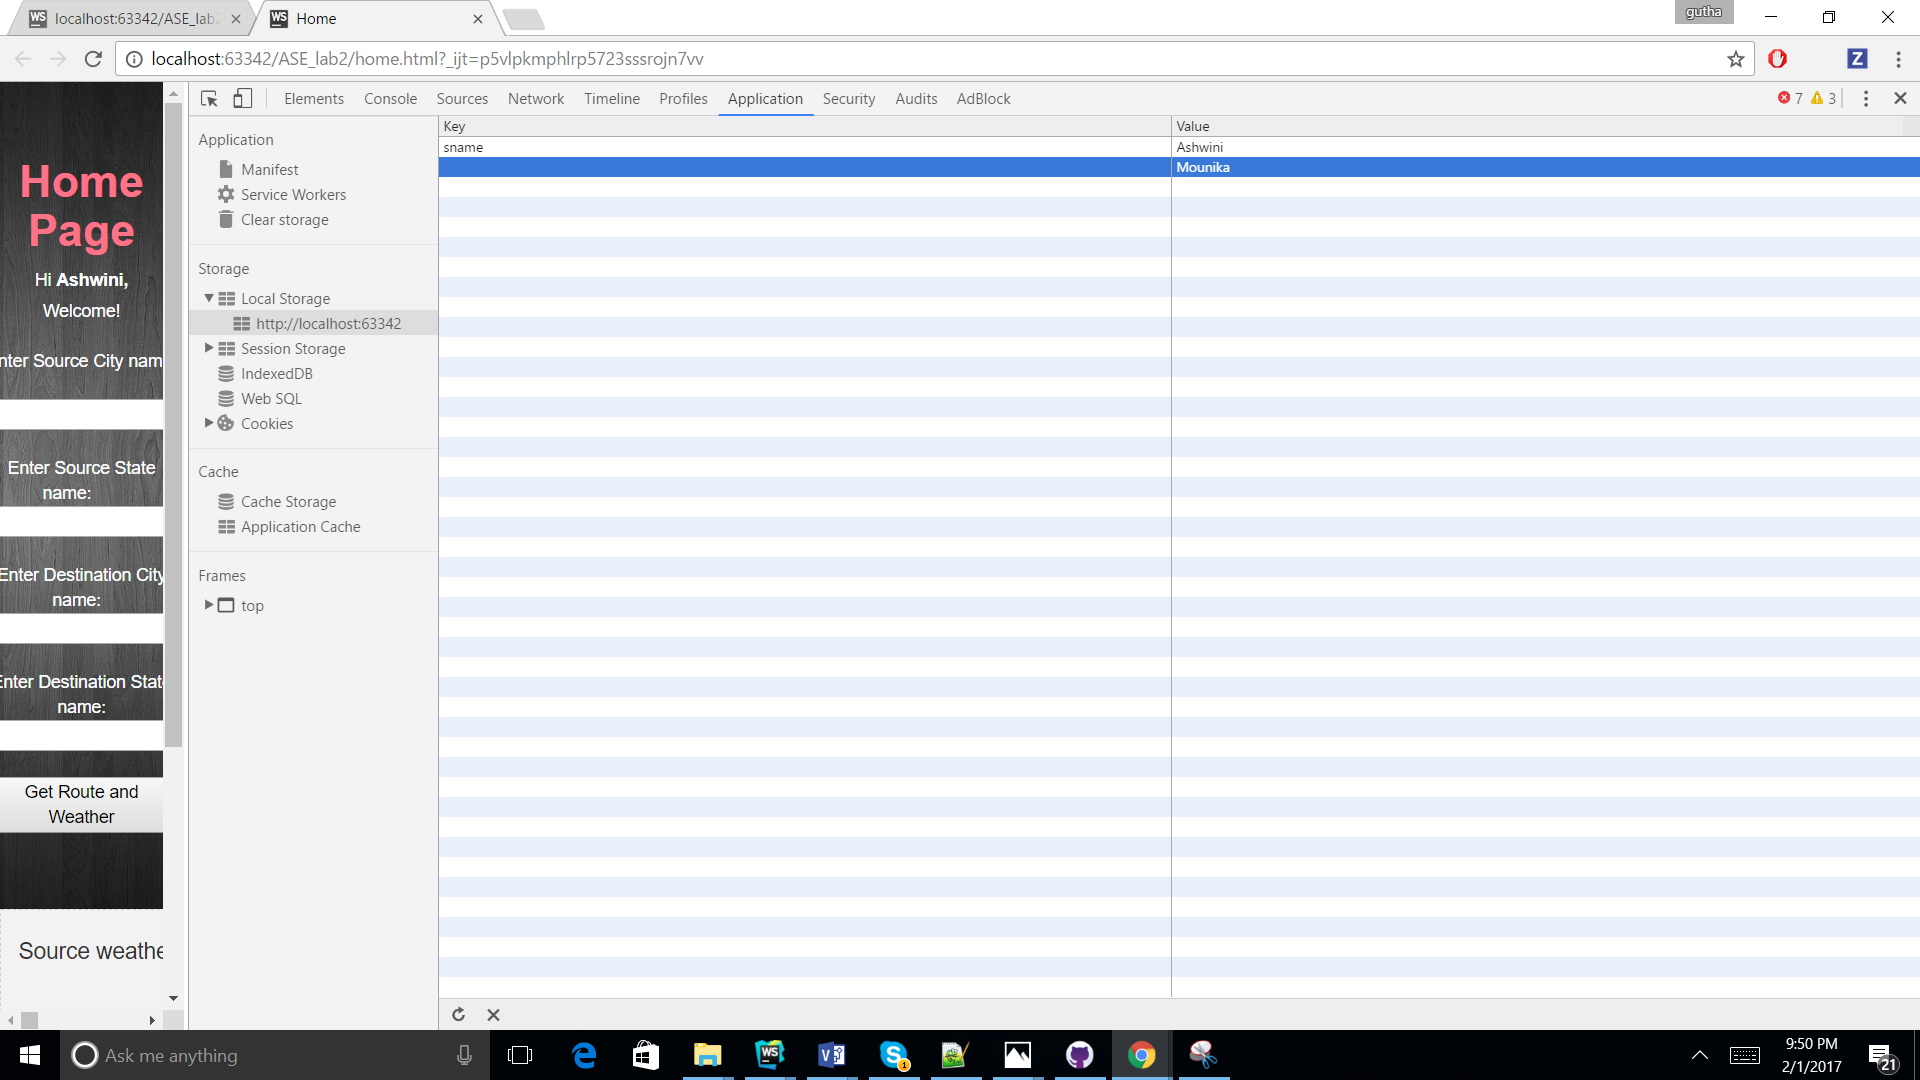 localhost:63342/ASE_lab2
Home
gutha
localhost:63342/ASE_lab2/home.html?_ijt=p5vlpkmphlrp5723sssrojn7vv
Z
Elements Console Sources Network Timeline Profiles Application Security Audits AdBlock
7 3
Home
Page
Hi Ashwini,
Welcome!
nter Source City nam
Enter Source State
name:
Enter Destination City
name:
Enter Destination Stat
name:
Get Route and
Weather
Source weathe
Application
Manifest
Service Workers
Clear storage
Storage
Local Storage
http://localhost:63342
Session Storage
IndexedDB
Web SQL
Cookies
Cache
Cache Storage
Application Cache
Frames
top
Key Value
sname Ashwini
Mounika
Ask me anything
9:50 PM
2/1/2017
21